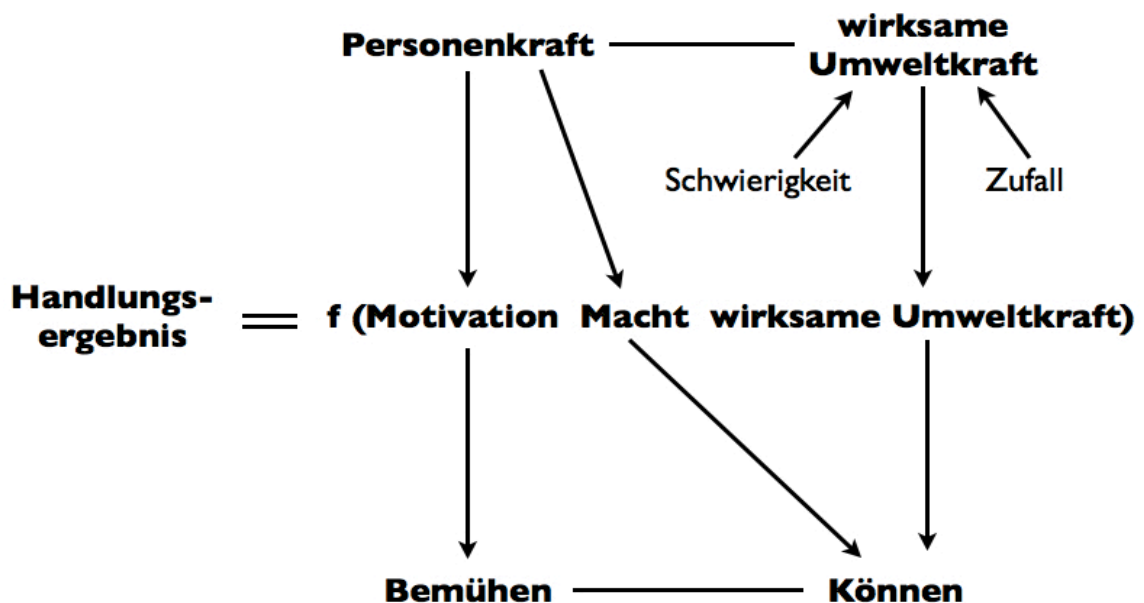 Personenkraft
wirksame
Umweltkraft
Schwierigkeit
Zufall
Handlungs-
ergebnis
= f (Motivation Macht wirksame Umweltkraft)
Bemühen
Können